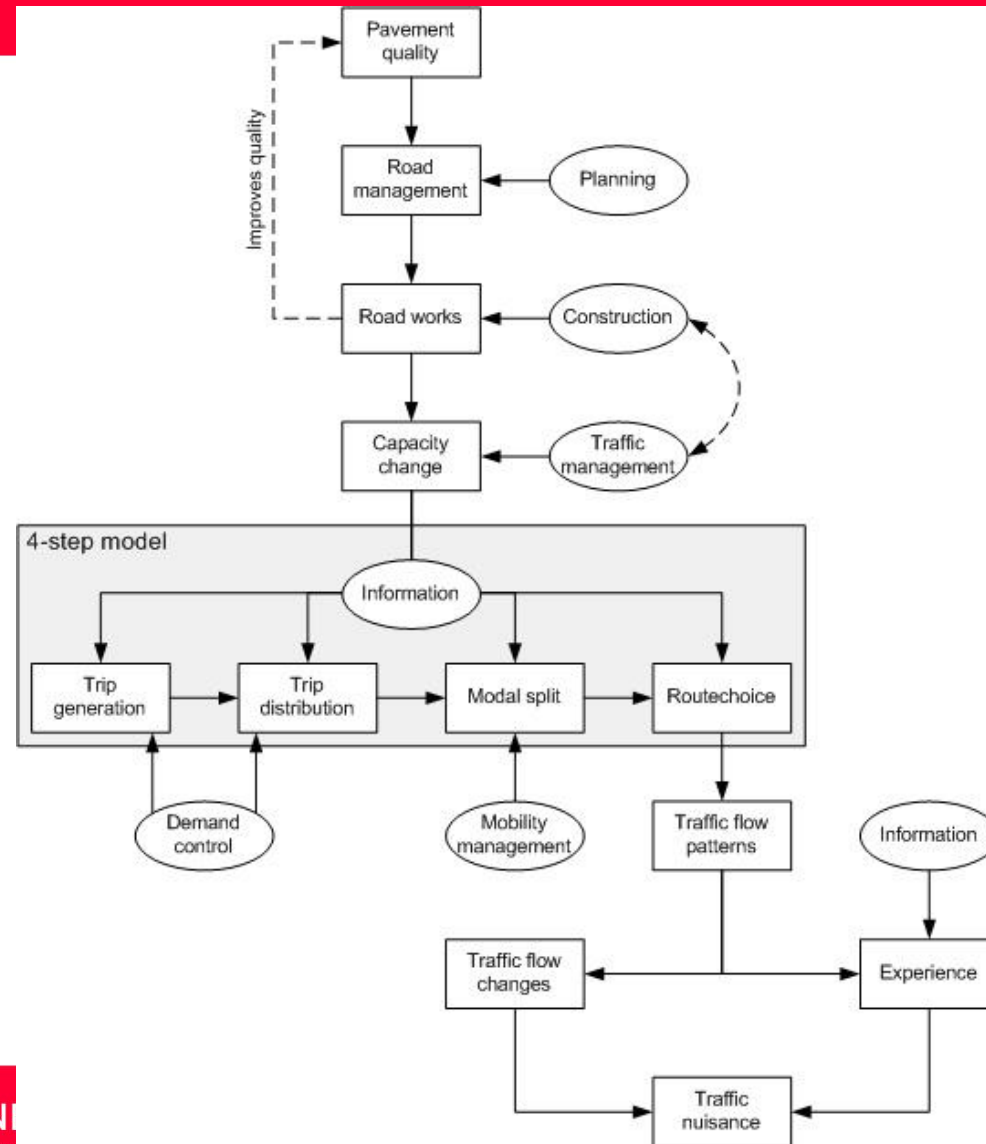 Pavement
quality
Improves quality
Road
management
Planning
Road works
Construction
Capacity
change
Traffic
management
4-step model
Information
Trip
generation
Trip
distribution
Modal split
Routechoice
Demand
control
Mobility
management
Traffic flow
patterns
Information
Traffic flow
changes
Experience
Traffic
nuisance